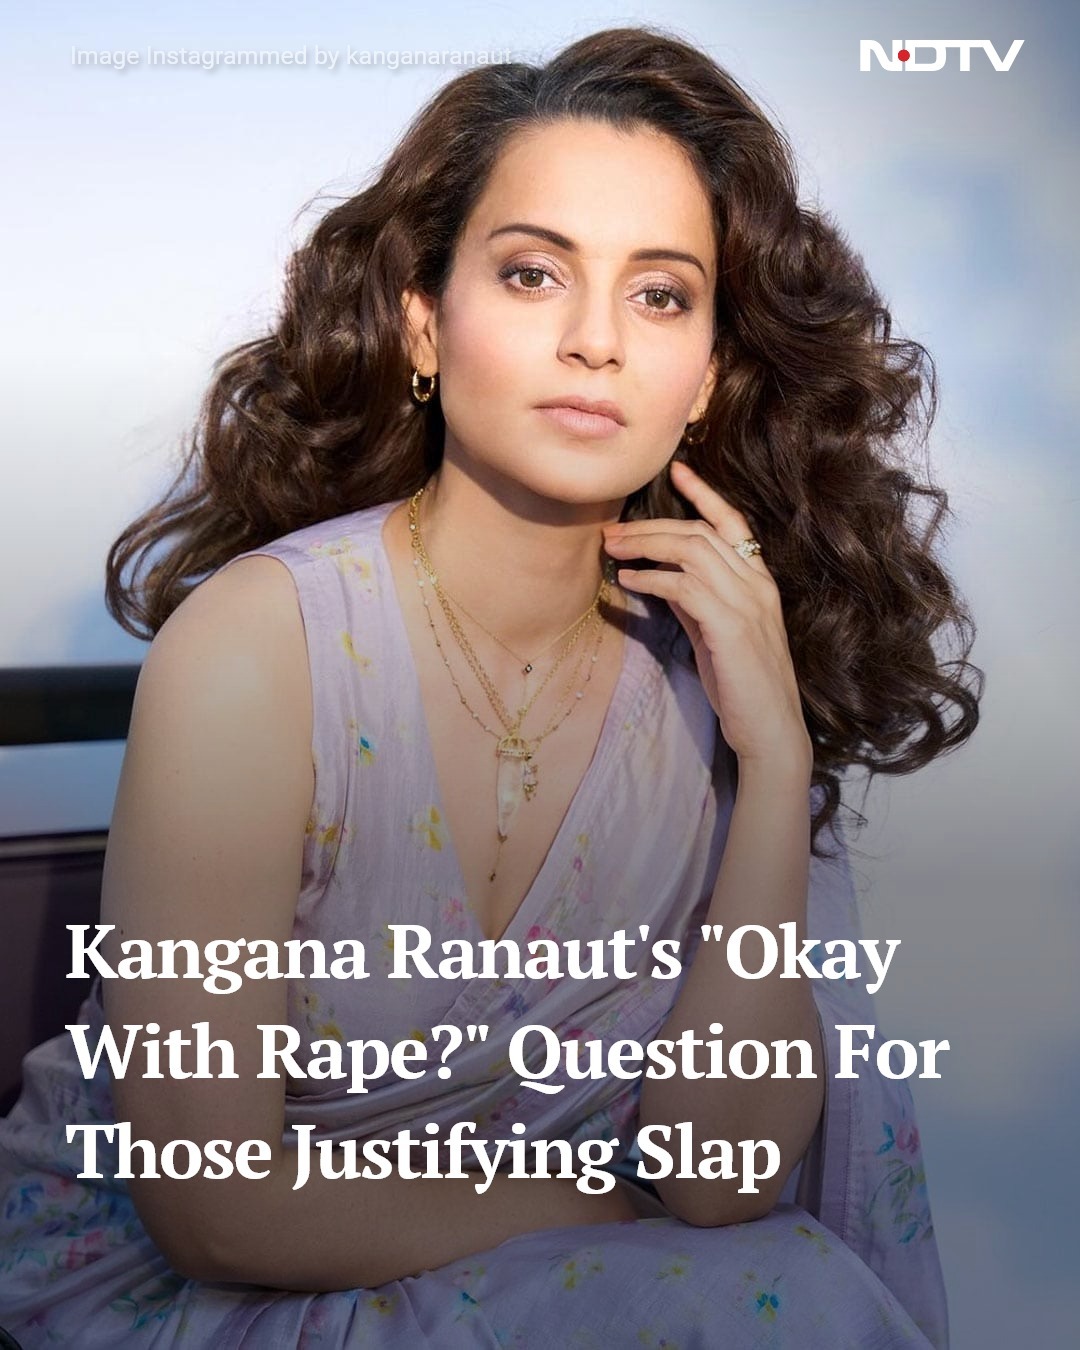 Image Instagrammed by kanganaranaut
NDTV
Kangana Ranaut's "Okay
With Rape?" Question For
Those Justifying Slap